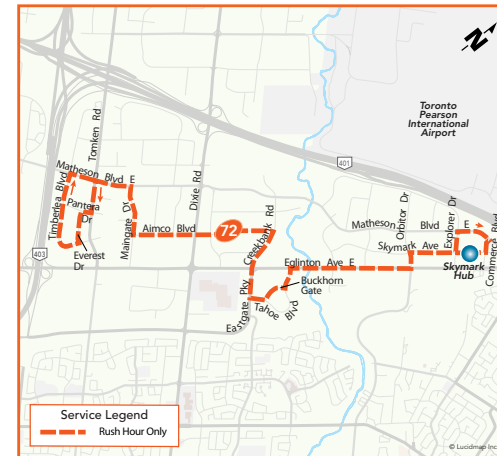 N
Toronto
Pearson
International
Airport
401
Tomken Rd
Dixie Rd
Matheson Blvd E
Timberlea Blvd
Pantera
Dr
Maingate Dr
Aimco Blvd
72
Creekbank Rd
Matheson Blvd E
Orbitor Dr
Explorer Dr
Commerce Blvd
Skymark Ave E
Skymark
Hub
403
Everest
Dr
Eglinton Ave E
Buckhorn
Gate
Eastgate Pky
Tahoe Blvd
Service Legend
Rush Hour Only
© Lucidmap Inc